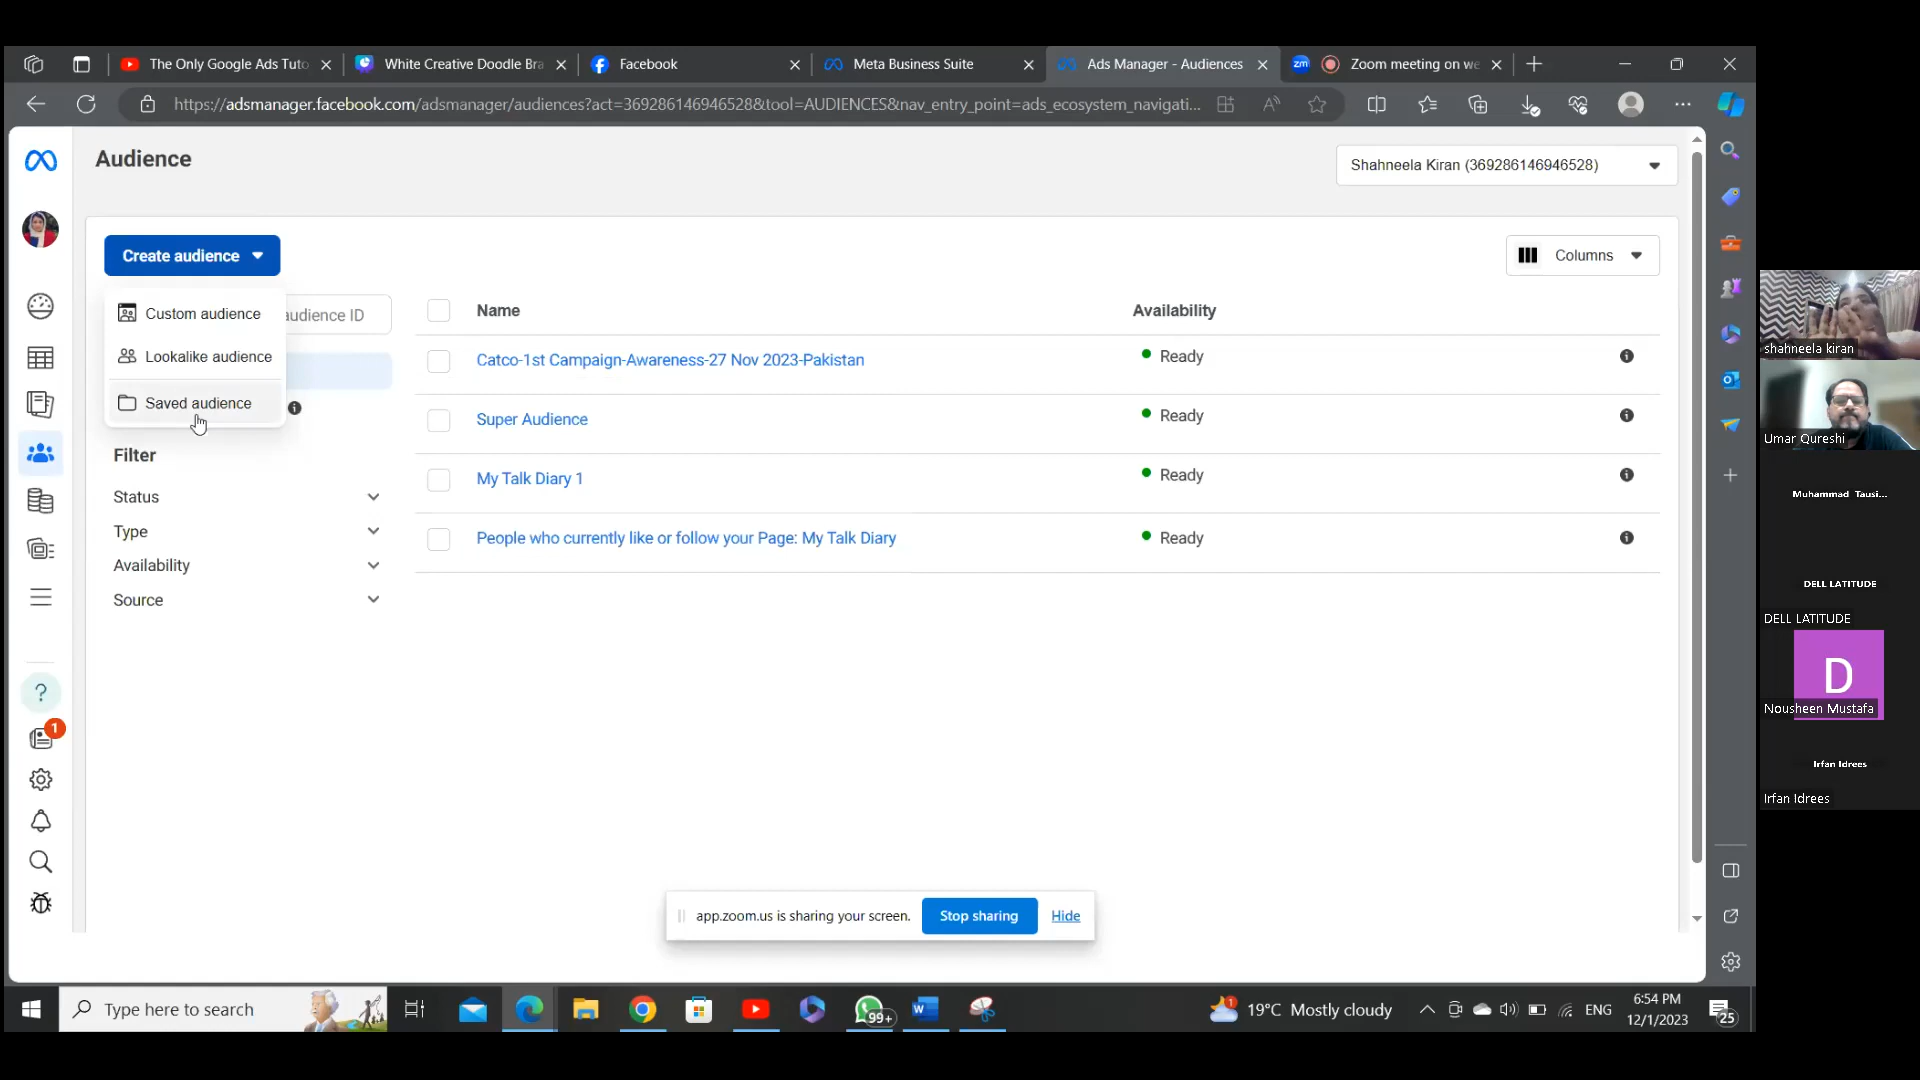 The Only Google Ads Tuto
White Creative Doodle Bra
Facebook
Meta Business Suite
Ads Manager - Audiences
zm
Zoom meeting on we
https://adsmanager.facebook.com/adsmanager/audiences?act=369286146946528&tool=AUDIENCES&nav_entry_point=ads_ecosystem_navigati...
Audience
Shahneela Kiran (369286146946528)
Create audience
Columns
Custom audience
Lookalike audience
Saved audience
audience ID
Filter
Status
Type
Availability
Source
Name
Availability
Catco-1st Campaign-Awareness-27 Nov 2023-Pakistan
Ready
Super Audience
Ready
My Talk Diary 1
Ready
People who currently like or follow your Page: My Talk Diary
Ready
?
1
app.zoom.us is sharing your screen.
Stop sharing
Hide
shahneela kiran
Umar Qureshi
Muhammad Tausi...
DELL LATITUDE
DELL LATITUDE
D
Nousheen Mustafa
Irfan Idrees
Irfan Idrees
Type here to search
99+
1
19°C Mostly cloudy
ENG
6:54 PM
12/1/2023
25